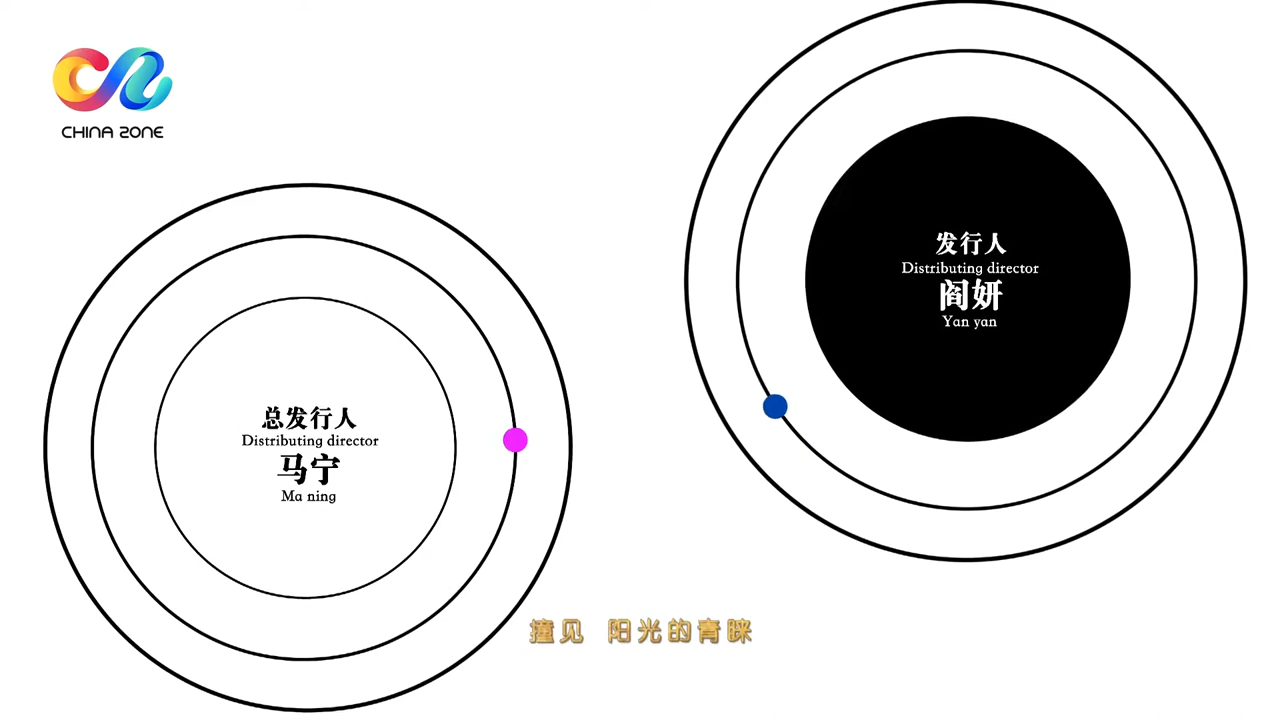 CHINA ZONE
总发行人
Distributing director
马宁
Ma ning
发行人
Distributing director
阎妍
Yan yan
撞见 阳光的青睐